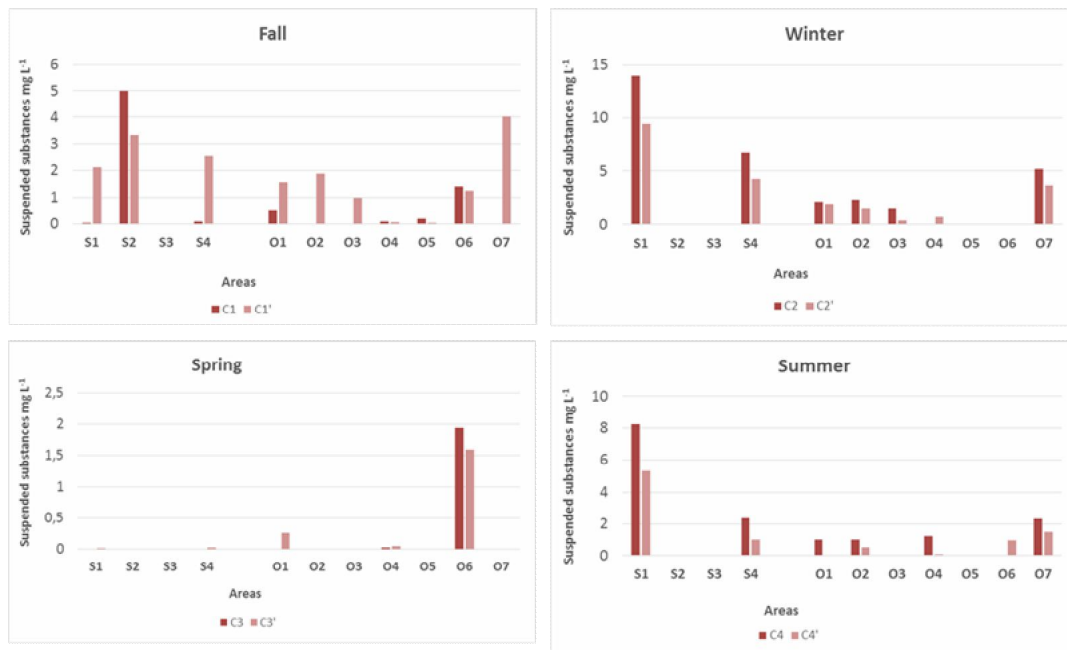 Fall
Suspended substances mg L⁻¹
6
5
4
3
2
1
0
S1 S2 S3 S4 O1 O2 O3 O4 O5 O6 O7
Areas
C1 C1'
Winter
Suspended substances mg L⁻¹
15
10
5
0
S1 S2 S3 S4 O1 O2 O3 O4 O5 O6 O7
Areas
C2 C2'
Spring
Suspended substances mg L⁻¹
2,5
2
1,5
1
0,5
0
S1 S2 S3 S4 O1 O2 O3 O4 O5 O6 O7
Areas
C3 C3'
Summer
Suspended substances mg L⁻¹
10
8
6
4
2
0
S1 S2 S3 S4 O1 O2 O3 O4 O5 O6 O7
Areas
C4 C4'